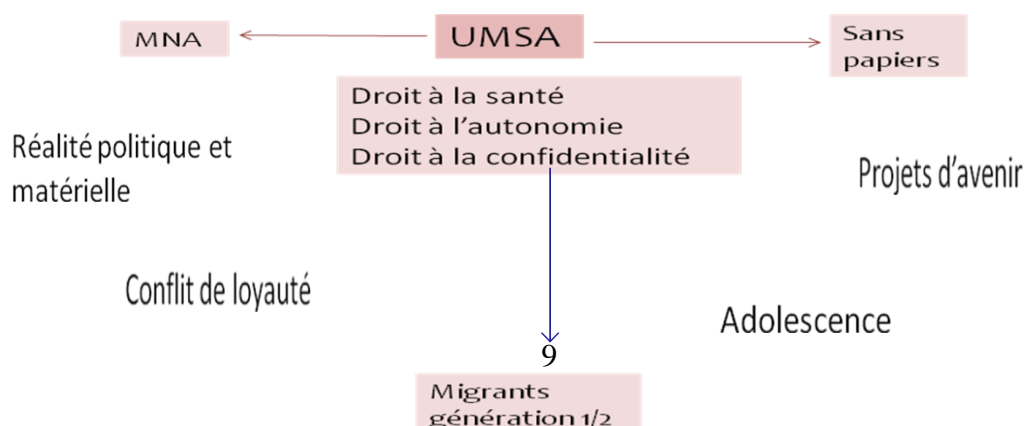 MNA
UMSA
Sans
papiers
Droit à la santé
Droit à l'autonomie
Droit à la confidentialité
Réalité politique et
matérielle
Projets d'avenir
Conflit de loyauté
Adolescence
9
Migrants
génération 1/2